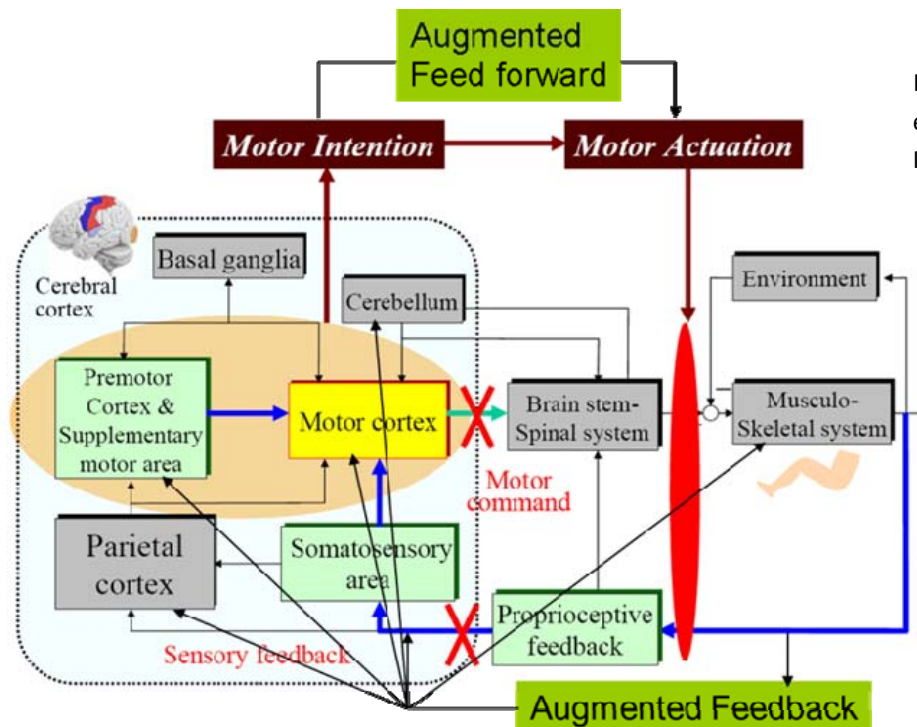 Augmented
Feed forward
Motor Intention
Motor Actuation
Cerebral
cortex
Basal ganglia
Cerebellum
Environment
Premotor
Cortex &
Supplementary
motor area
Motor cortex
Brain stem-
Spinal system
Musculo-
Skeletal system
Motor
command
Parietal
cortex
Somatosensory
area
Proprioceptive
feedback
Sensory feedback
Augmented Feedback